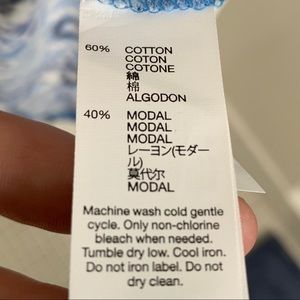 60% COTTON
COTON
COTONE
綿
棉
ALGODON
40% MODAL
MODAL
MODAL
レーヨン(モダー
ル)
莫代尔
MODAL
Machine wash cold gentle
cycle. Only non-chlorine
bleach when needed.
Tumble dry low. Cool iron.
Do not iron label. Do not
dry clean.